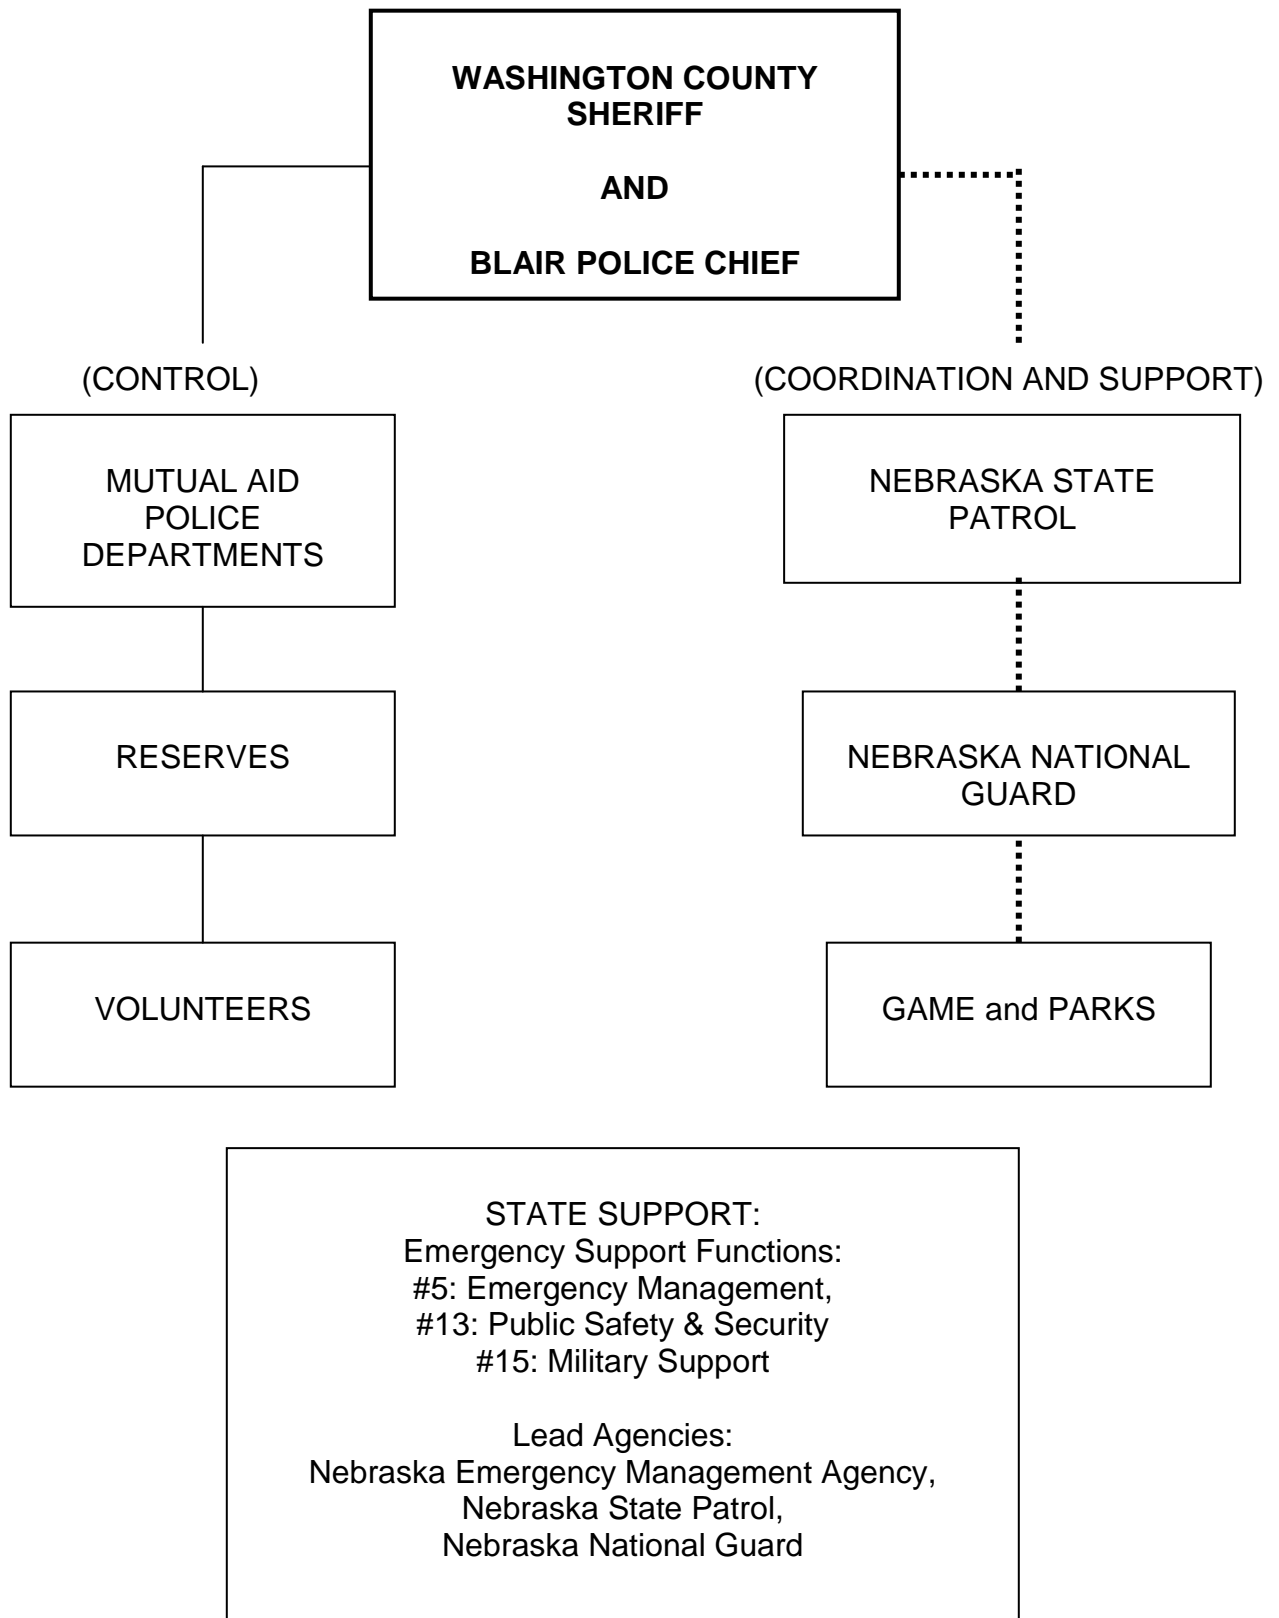 WASHINGTON COUNTY
SHERIFF
AND
BLAIR POLICE CHIEF
(CONTROL)
(COORDINATION AND SUPPORT)
MUTUAL AID
POLICE
DEPARTMENTS
NEBRASKA STATE
PATROL
RESERVES
NEBRASKA NATIONAL
GUARD
VOLUNTEERS
GAME and PARKS
STATE SUPPORT:
Emergency Support Functions:
#5: Emergency Management,
#13: Public Safety & Security
#15: Military Support
Lead Agencies:
Nebraska Emergency Management Agency,
Nebraska State Patrol,
Nebraska National Guard